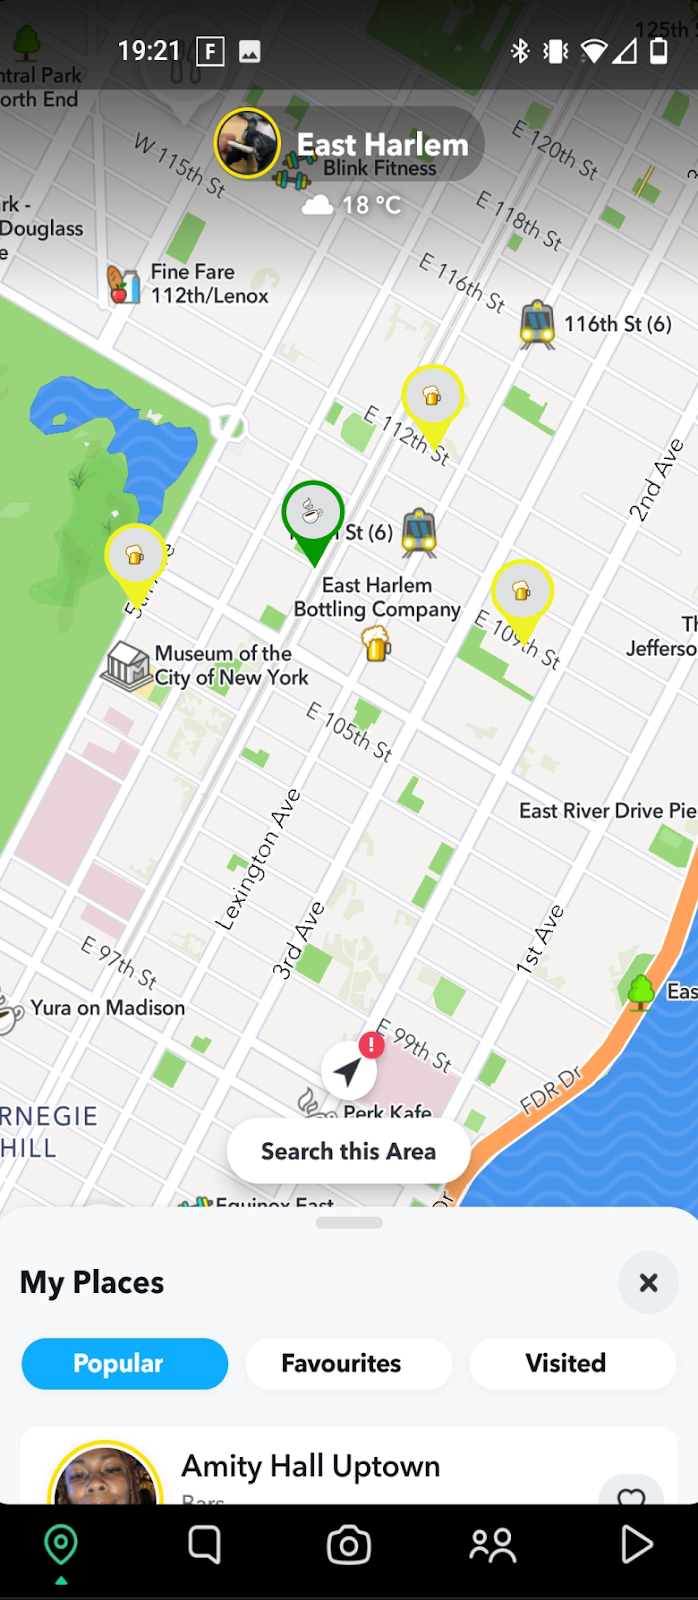 125th
19:21
F
ntral Park
orth End
East Harlem
Blink Fitness
18 °C
W 115th St
E 120th St
E 118th St
E 116th St
rk -
Douglass
e
Fine Fare
112th/Lenox
116th St (6)
E 112th St
2nd Ave
St (6)
5th Ave
East Harlem
Bottling Company
E 109th St
Th
Jefferso
Museum of the
City of New York
E 105th St
East River Drive Pie
Lexington Ave
3rd Ave
1st Ave
E 97th St
Eas
Yura on Madison
E 99th St
!
FDR Dr
RNEGIE
HILL
Perk Kafe
Search this Area
Dr
Equinox East
My Places
Popular
Favourites
Visited
Amity Hall Uptown
Bars